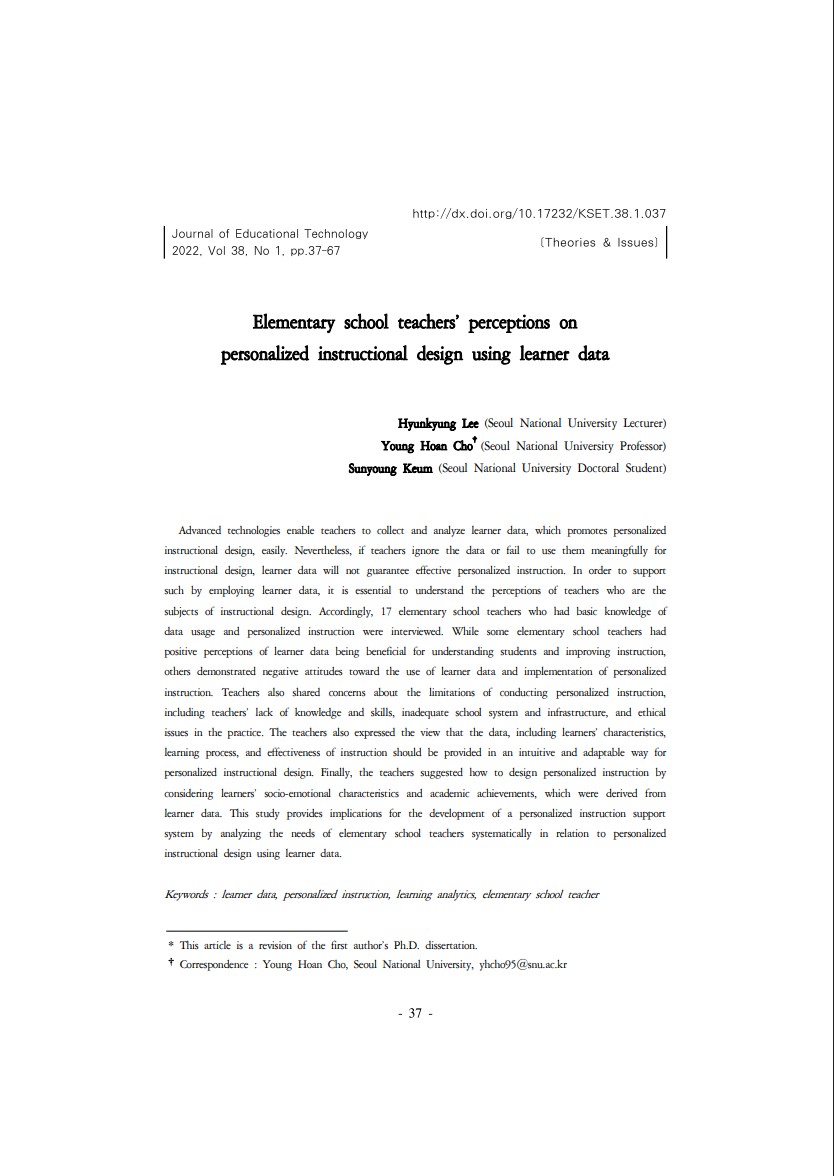 http://dx.doi.org/10.17232/KSET.38.1.037
Journal of Educational Technology
2022, Vol 38, No 1, pp.37-67
〔Theories & Issues〕
Elementary school teachers’ perceptions on
personalized instructional design using learner data
Hyunkyung Lee (Seoul National University Lecturer)
Young Hoan Cho† (Seoul National University Professor)
Sunyoung Keum (Seoul National University Doctoral Student)
Advanced technologies enable teachers to collect and analyze learner data, which promotes personalized
instructional design, easily. Nevertheless, if teachers ignore the data or fail to use them meaningfully for
instructional design, learner data will not guarantee effective personalized instruction. In order to support
such by employing learner data, it is essential to understand the perceptions of teachers who are the
subjects of instructional design. Accordingly, 17 elementary school teachers who had basic knowledge of
data usage and personalized instruction were interviewed. While some elementary school teachers had
positive perceptions of learner data being beneficial for understanding students and improving instruction,
others demonstrated negative attitudes toward the use of learner data and implementation of personalized
instruction. Teachers also shared concerns about the limitations of conducting personalized instruction,
including teachers' lack of knowledge and skills, inadequate school system and infrastructure, and ethical
issues in the practice. The teachers also expressed the view that the data, including learners' characteristics,
learning process, and effectiveness of instruction should be provided in an intuitive and adaptable way for
personalized instructional design. Finally, the teachers suggested how to design personalized instruction by
considering learners' socio-emotional characteristics and academic achievements, which were derived from
learner data. This study provides implications for the development of a personalized instruction support
system by analyzing the needs of elementary school teachers systematically in relation to personalized
instructional design using learner data.
Keywords : learner data, personalized instruction, learning analytics, elementary school teacher
* This article is a revision of the first author's Ph.D. dissertation.
† Correspondence : Young Hoan Cho, Seoul National University, yhcho95@snu.ac.kr
- 37 -